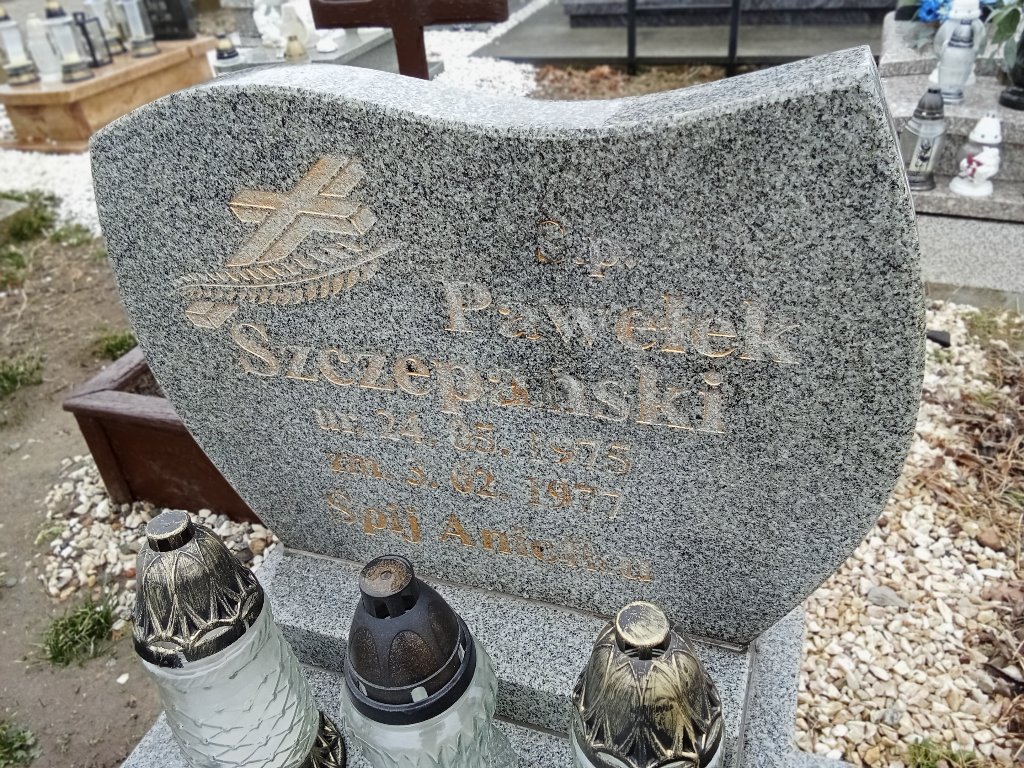 Ś.p.
Pawełek
Szczepański
ur. 24. 05. 1975
zm. 3. 02. 1977
Śpij Aniołku